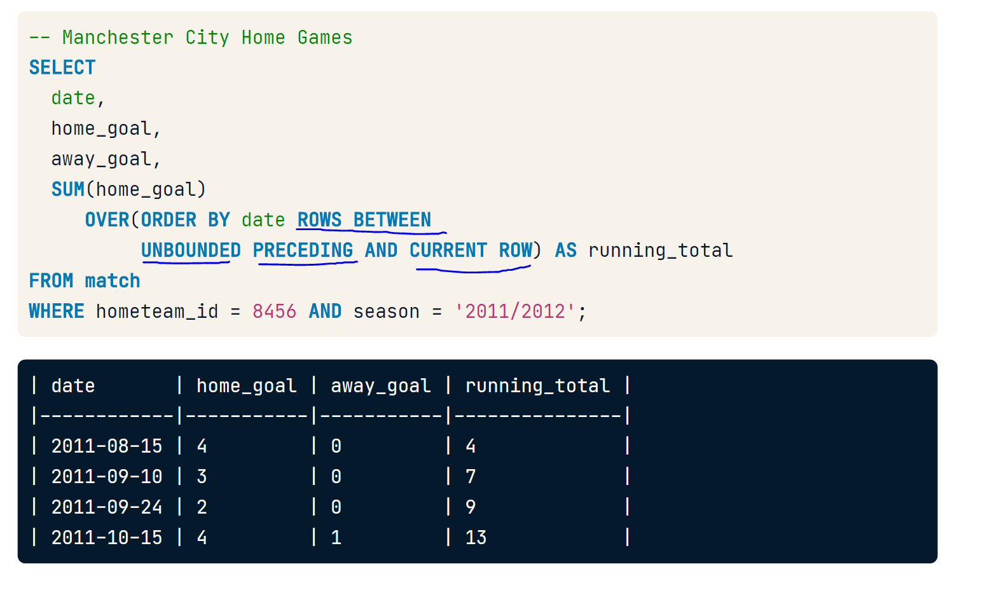 -- Manchester City Home Games
SELECT
date,
home_goal,
away_goal,
SUM(home_goal)
OVER(ORDER BY date ROWS BETWEEN
UNBOUNDED PRECEDING AND CURRENT ROW) AS running_total
FROM match
WHERE hometeam_id = 8456 AND season = '2011/2012';
| date | home_goal | away_goal | running_total |
|------------|-----------|-----------|---------------|
| 2011-08-15 | 4 | 0 | 4 |
| 2011-09-10 | 3 | 0 | 7 |
| 2011-09-24 | 2 | 0 | 9 |
| 2011-10-15 | 4 | 1 | 13 |